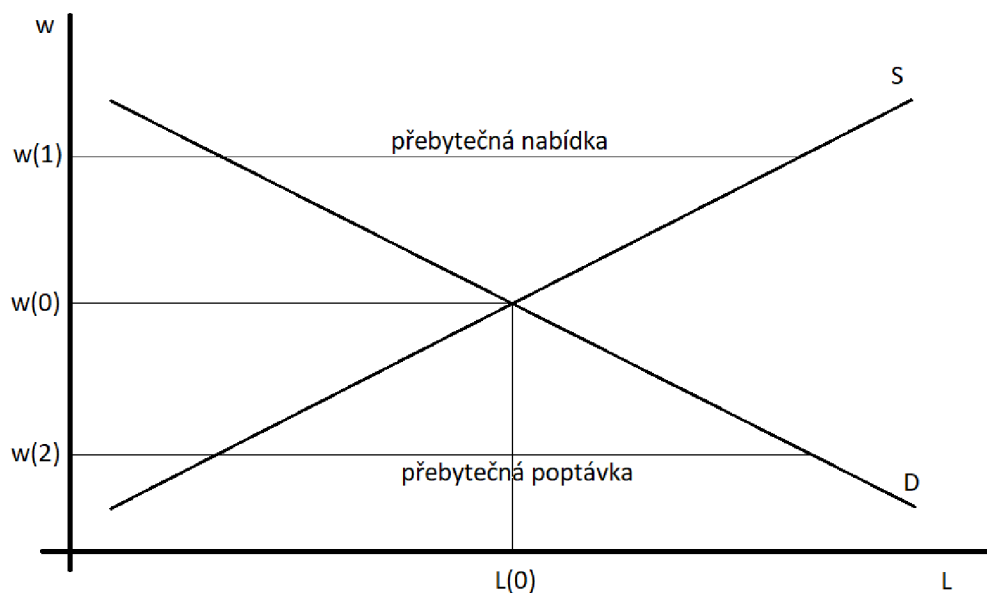 w
S
přebytečná nabídka
w(1)
w(0)
w(2)
přebytečná poptávka
D
L(0)
L